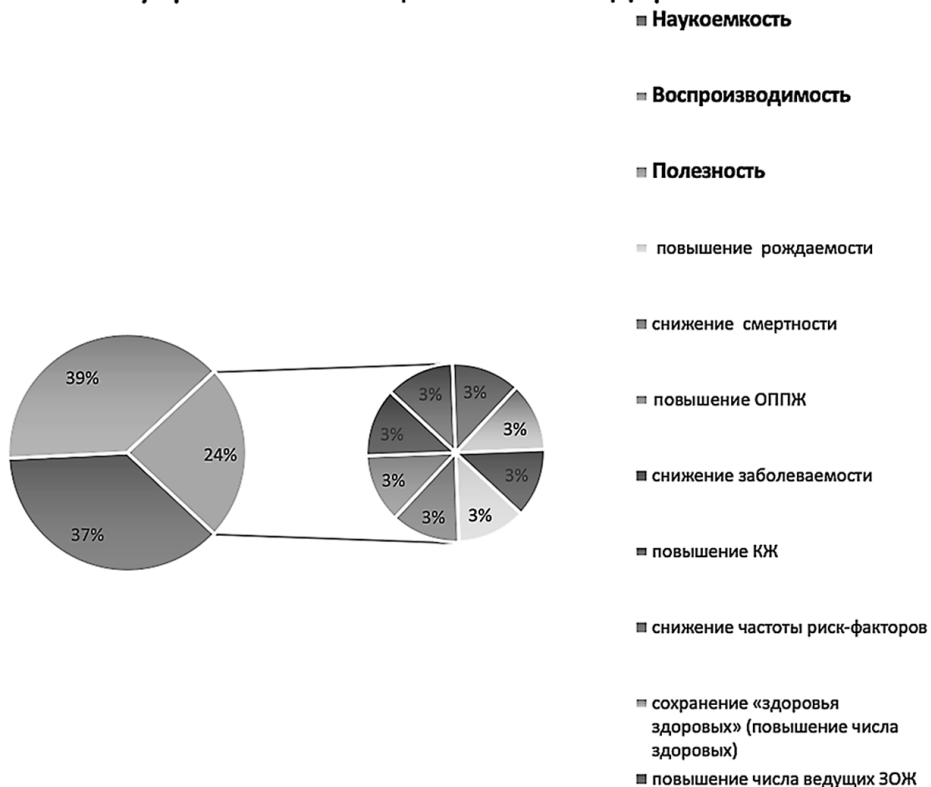 Наукоемкость
Воспроизводимость
Полезность
повышение рождаемости
снижение смертности
повышение ОППЖ
снижение заболеваемости
повышение КЖ
снижение частоты риск-факторов
сохранение «здоровья
здоровых» (повышение числа
здоровых)
повышение числа ведущих ЗОЖ
39%
24%
37%
3%
3%
3%
3%
3%
3%
3%
3%